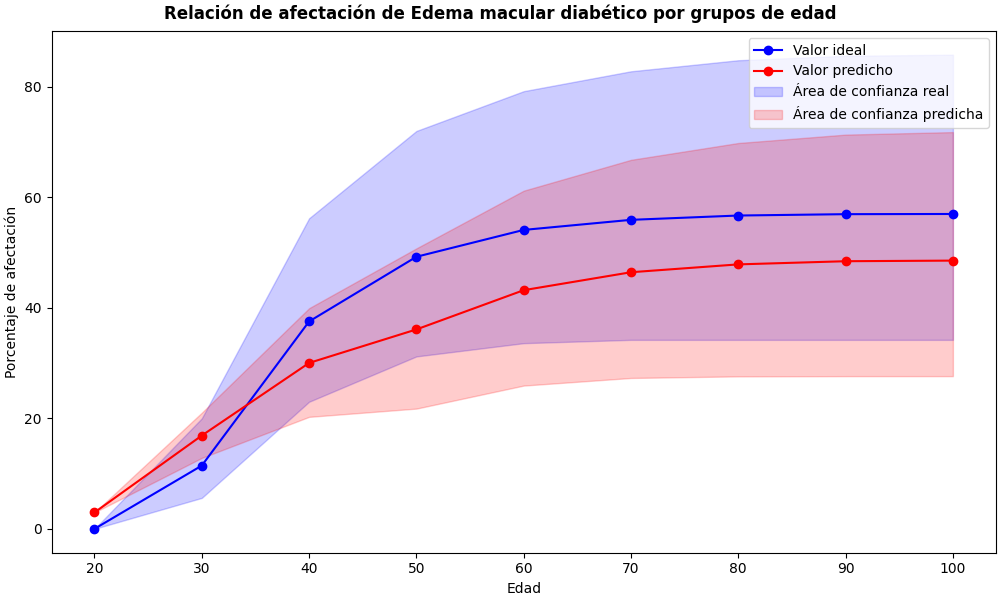 Relación de afectación de Edema macular diabético por grupos de edad
Valor ideal
Valor predicho
Área de confianza real
Área de confianza predicha
Porcentaje de afectación
80
60
40
20
0
20 30 40 50 60 70 80 90 100
Edad